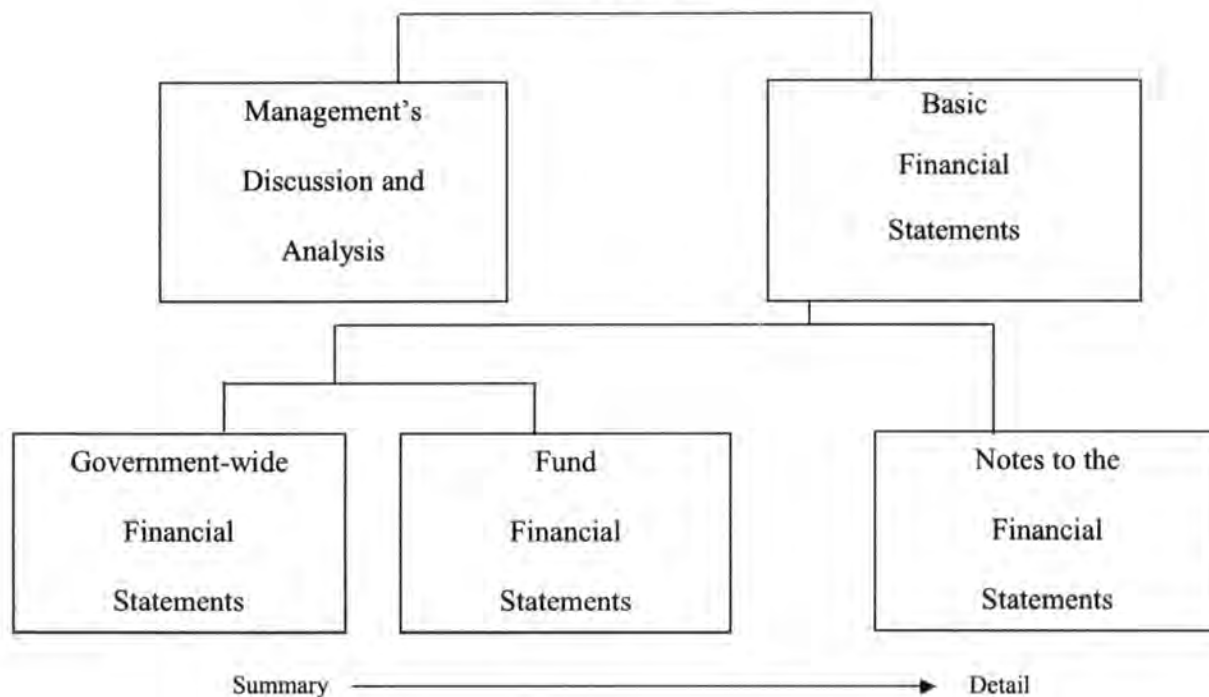 Management's
Discussion and
Analysis
Basic
Financial
Statements
Government-wide
Financial
Statements
Fund
Financial
Statements
Notes to the
Financial
Statements
Summary
Detail